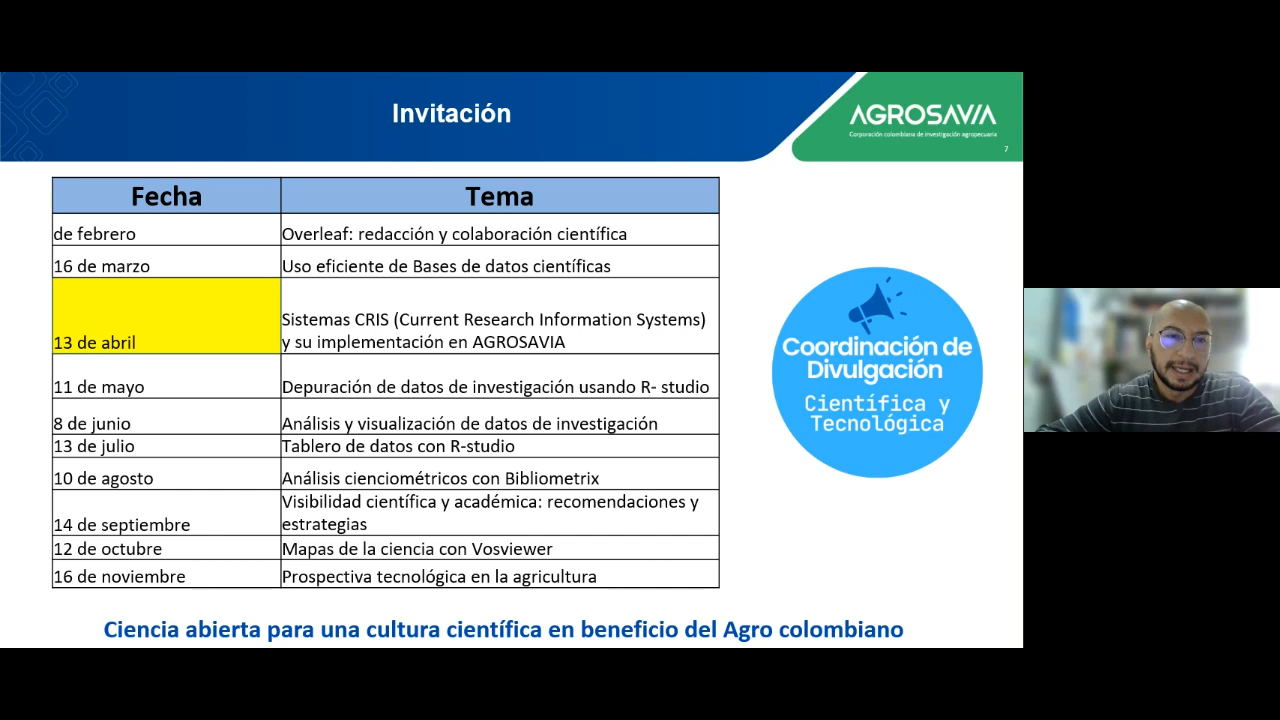 Invitación
AGROSAVIA
Corporación colombiana de investigación agropecuaria
7
Fecha
Tema
de febrero
Overleaf: redacción y colaboración científica
16 de marzo
Uso eficiente de Bases de datos científicas
13 de abril
Sistemas CRIS (Current Research Information Systems)
y su implementación en AGROSAVIA
11 de mayo
Depuración de datos de investigación usando R- studio
8 de junio
Análisis y visualización de datos de investigación
13 de julio
Tablero de datos con R-studio
10 de agosto
Análisis cienciométricos con Bibliometrix
14 de septiembre
Visibilidad científica y académica: recomendaciones y
estrategias
12 de octubre
Mapas de la ciencia con Vosviewer
16 de noviembre
Prospectiva tecnológica en la agricultura
Coordinación de
Divulgación
Científica y
Tecnológica
Ciencia abierta para una cultura científica en beneficio del Agro colombiano